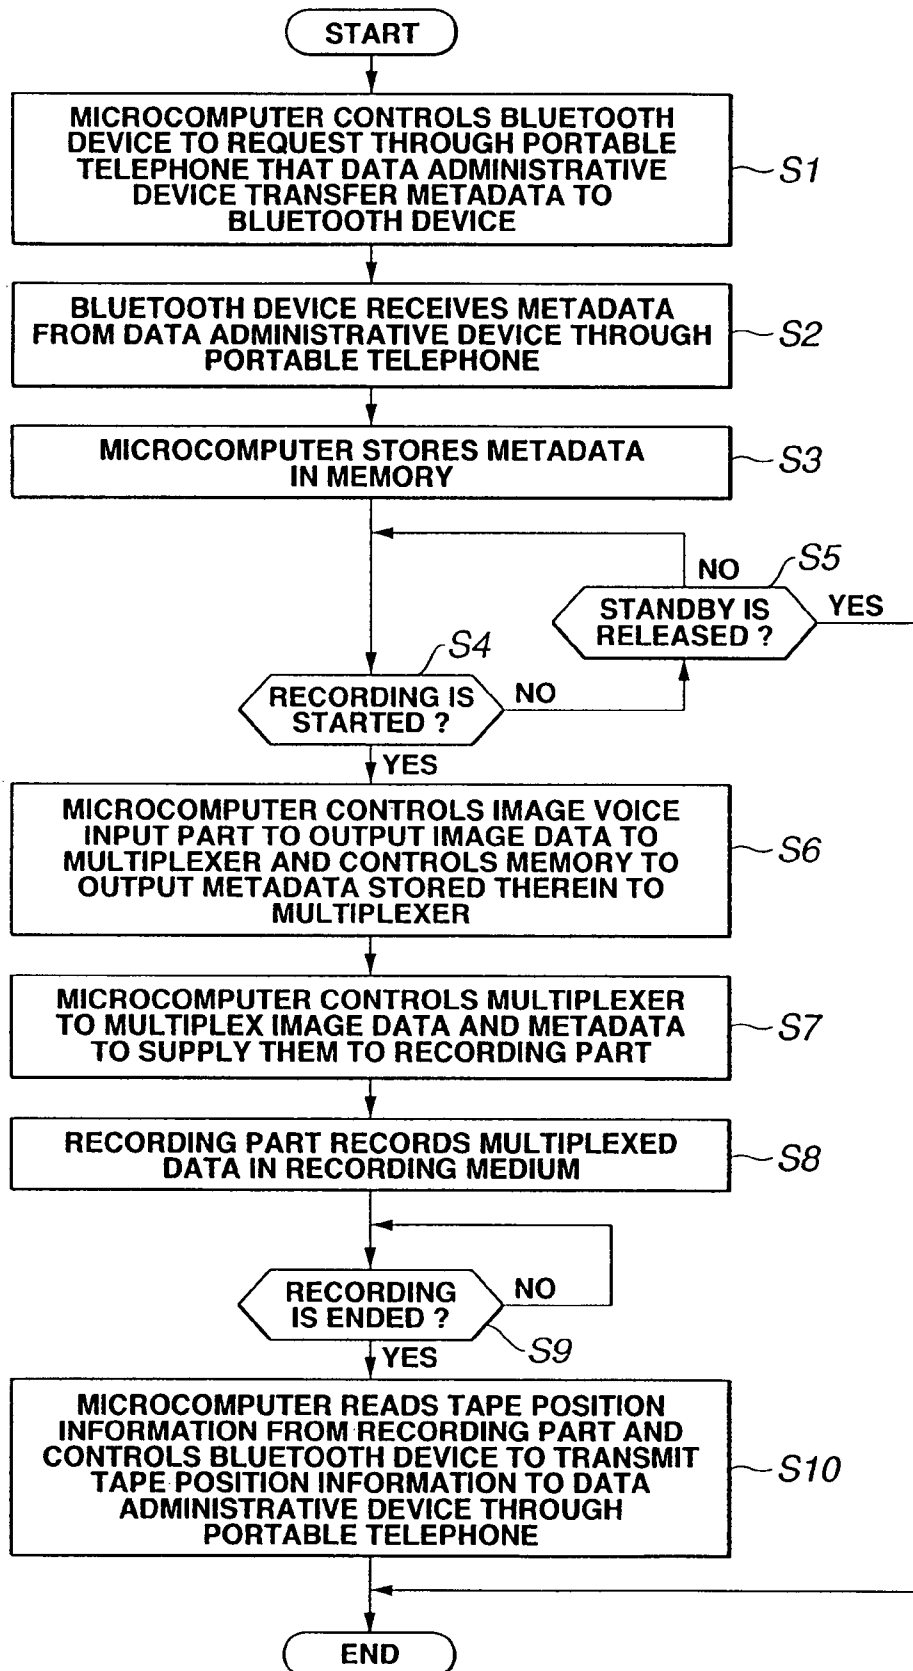 START
MICROCOMPUTER CONTROLS BLUETOOTH
DEVICE TO REQUEST THROUGH PORTABLE
TELEPHONE THAT DATA ADMINISTRATIVE
DEVICE TRANSFER METADATA TO
BLUETOOTH DEVICE
S1
BLUETOOTH DEVICE RECEIVES METADATA
FROM DATA ADMINISTRATIVE DEVICE THROUGH
PORTABLE TELEPHONE
S2
MICROCOMPUTER STORES METADATA
IN MEMORY
S3
S5
NO
STANDBY IS
RELEASED ?
YES
S4
RECORDING IS
STARTED ?
NO
YES
MICROCOMPUTER CONTROLS IMAGE VOICE
INPUT PART TO OUTPUT IMAGE DATA TO
MULTIPLEXER AND CONTROLS MEMORY TO
OUTPUT METADATA STORED THEREIN TO
MULTIPLEXER
S6
MICROCOMPUTER CONTROLS MULTIPLEXER
TO MULTIPLEX IMAGE DATA AND METADATA
TO SUPPLY THEM TO RECORDING PART
S7
RECORDING PART RECORDS MULTIPLEXED
DATA IN RECORDING MEDIUM
S8
RECORDING
IS ENDED ?
NO
S9
YES
MICROCOMPUTER READS TAPE POSITION
INFORMATION FROM RECORDING PART AND
CONTROLS BLUETOOTH DEVICE TO TRANSMIT
TAPE POSITION INFORMATION TO DATA
ADMINISTRATIVE DEVICE THROUGH
PORTABLE TELEPHONE
S10
END